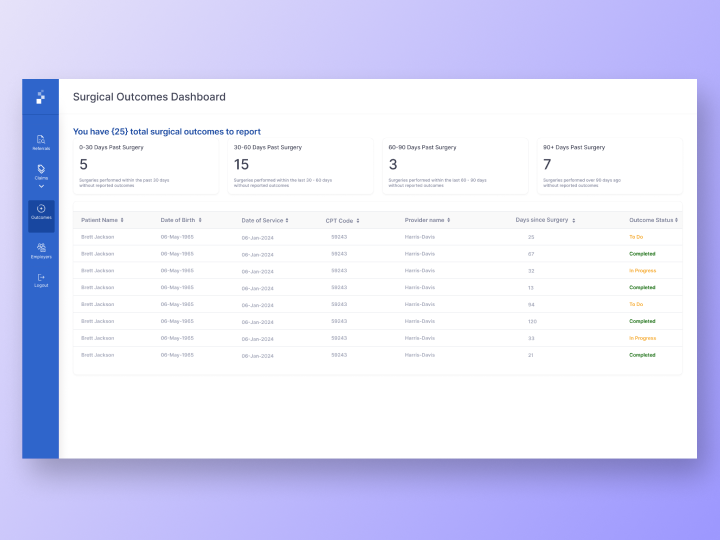 Surgical Outcomes Dashboard
Referrals
Claims
Outcomes
Employers
Logout
You have {25} total surgical outcomes to report
0-30 Days Past Surgery
5
Surgeries performed within the past 30 days
without reported outcomes
30-60 Days Past Surgery
15
Surgeries performed within the last 30 - 60 days
without reported outcomes
60-90 Days Past Surgery
3
Surgeries performed within the last 60 - 90 days
without reported outcomes
90+ Days Past Surgery
7
Surgeries performed over 90 days ago
without reported outcomes
Patient Name Date of Birth Date of Service CPT Code Provider name Days since Surgery Outcome Status
Brett Jackson 06-May-1965 06-Jan-2024 59243 Harris-Davis 25 To Do
Brett Jackson 06-May-1965 06-Jan-2024 59243 Harris-Davis 67 Completed
Brett Jackson 06-May-1965 06-Jan-2024 59243 Harris-Davis 32 In Progress
Brett Jackson 06-May-1965 06-Jan-2024 59243 Harris-Davis 13 Completed
Brett Jackson 06-May-1965 06-Jan-2024 59243 Harris-Davis 94 To Do
Brett Jackson 06-May-1965 06-Jan-2024 59243 Harris-Davis 120 Completed
Brett Jackson 06-May-1965 06-Jan-2024 59243 Harris-Davis 33 In Progress
Brett Jackson 06-May-1965 06-Jan-2024 59243 Harris-Davis 21 Completed